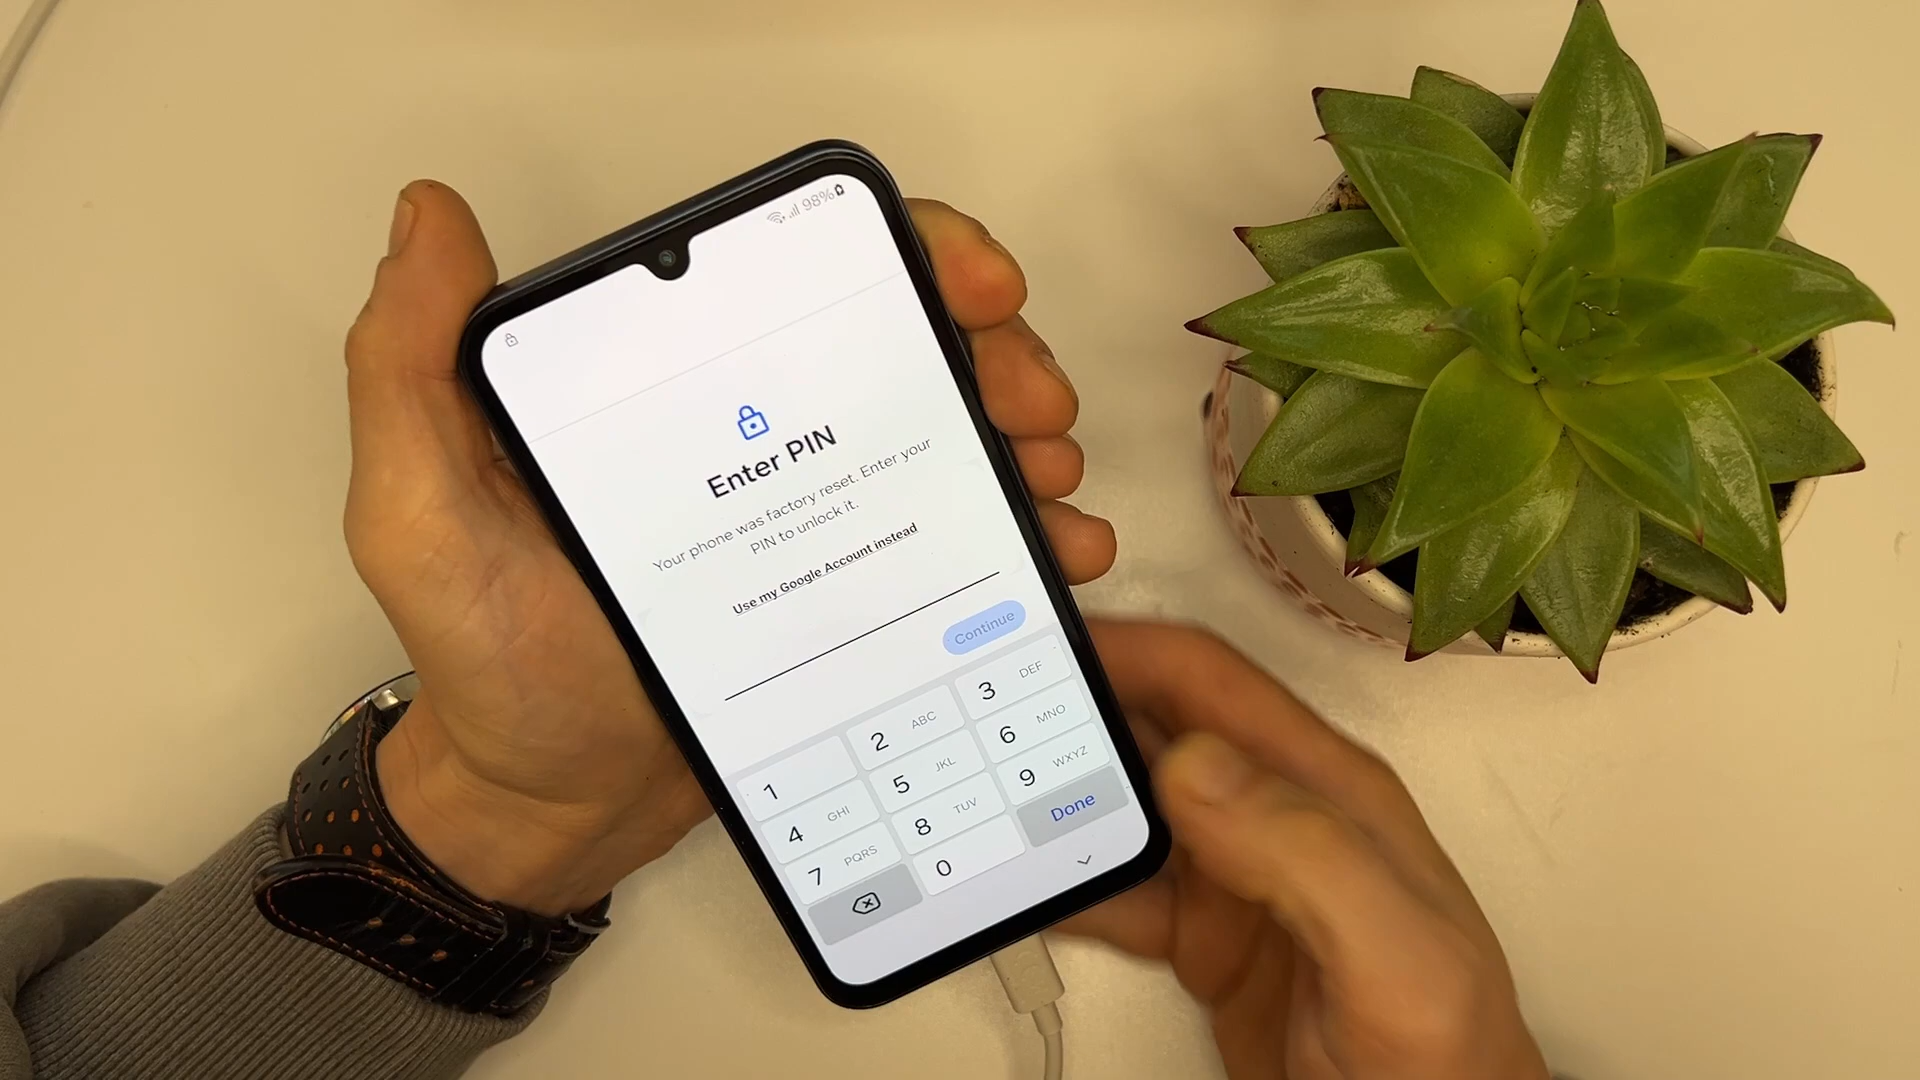 98%
Enter PIN
Your phone was factory reset. Enter your
PIN to unlock it.
Use my Google Account instead
Continue
1
2 ABC
3 DEF
4 GHI
5 JKL
6 MNO
7 PQRS
8 TUV
9 WXYZ
0
Done